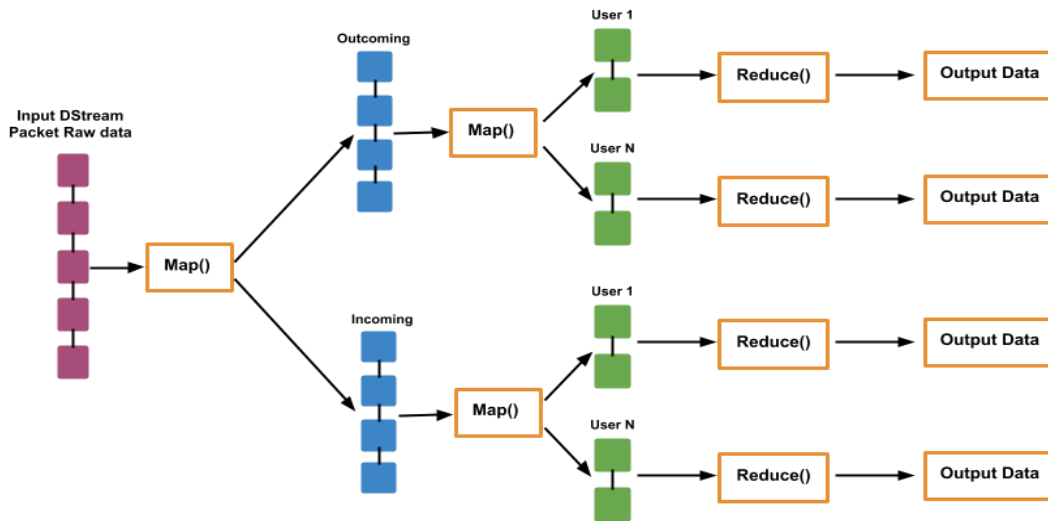 Input DStream
Packet Raw data
Map()
Outcoming
Map()
User 1
Reduce()
Output Data
User N
Reduce()
Output Data
Incoming
Map()
User 1
Reduce()
Output Data
User N
Reduce()
Output Data